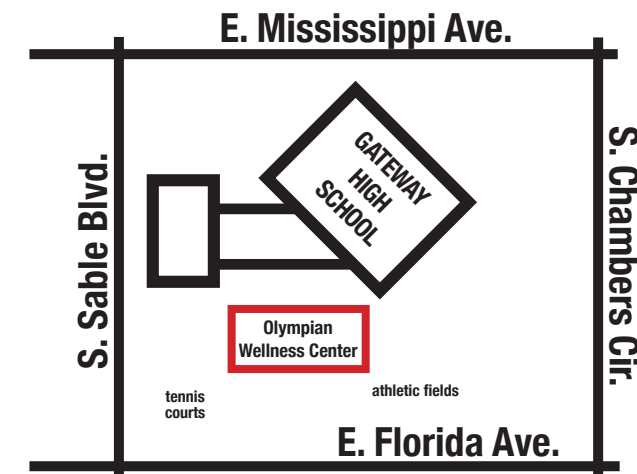 E. Mississippi Ave.
GATEWAY
HIGH
SCHOOL
S. Sable Blvd.
S. Chambers Cir.
Olympian
Wellness Center
tennis
courts
athletic fields
E. Florida Ave.